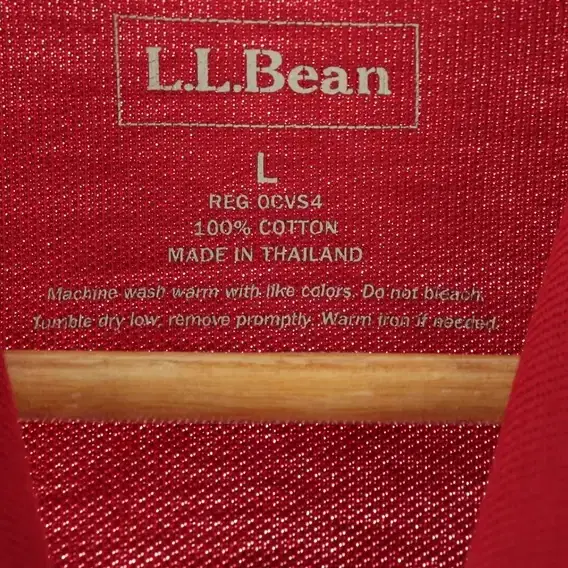 L.L.Bean
L
REG 0CVS4
100% COTTON
MADE IN THAILAND
Machine wash warm with like colors. Do not bleach.
Tumble dry low, remove promptly. Warm iron if needed.